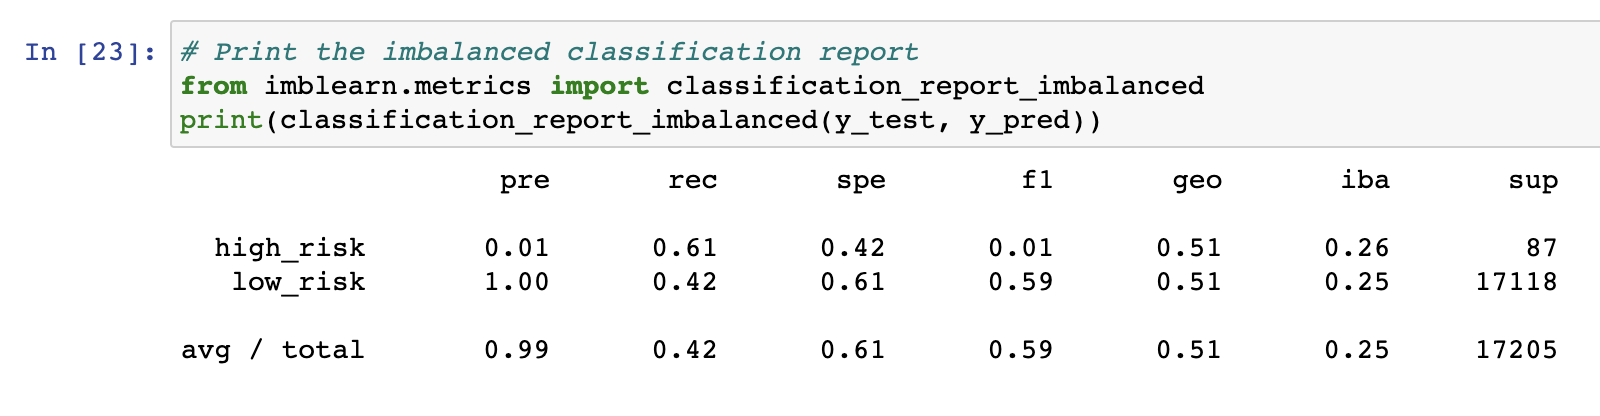 In [23]: # Print the imbalanced classification report
from imblearn.metrics import classification_report_imbalanced
print(classification_report_imbalanced(y_test, y_pred))
pre rec spe f1 geo iba sup
high_risk 0.01 0.61 0.42 0.01 0.51 0.26 87
low_risk 1.00 0.42 0.61 0.59 0.51 0.25 17118
avg / total 0.99 0.42 0.61 0.59 0.51 0.25 17205